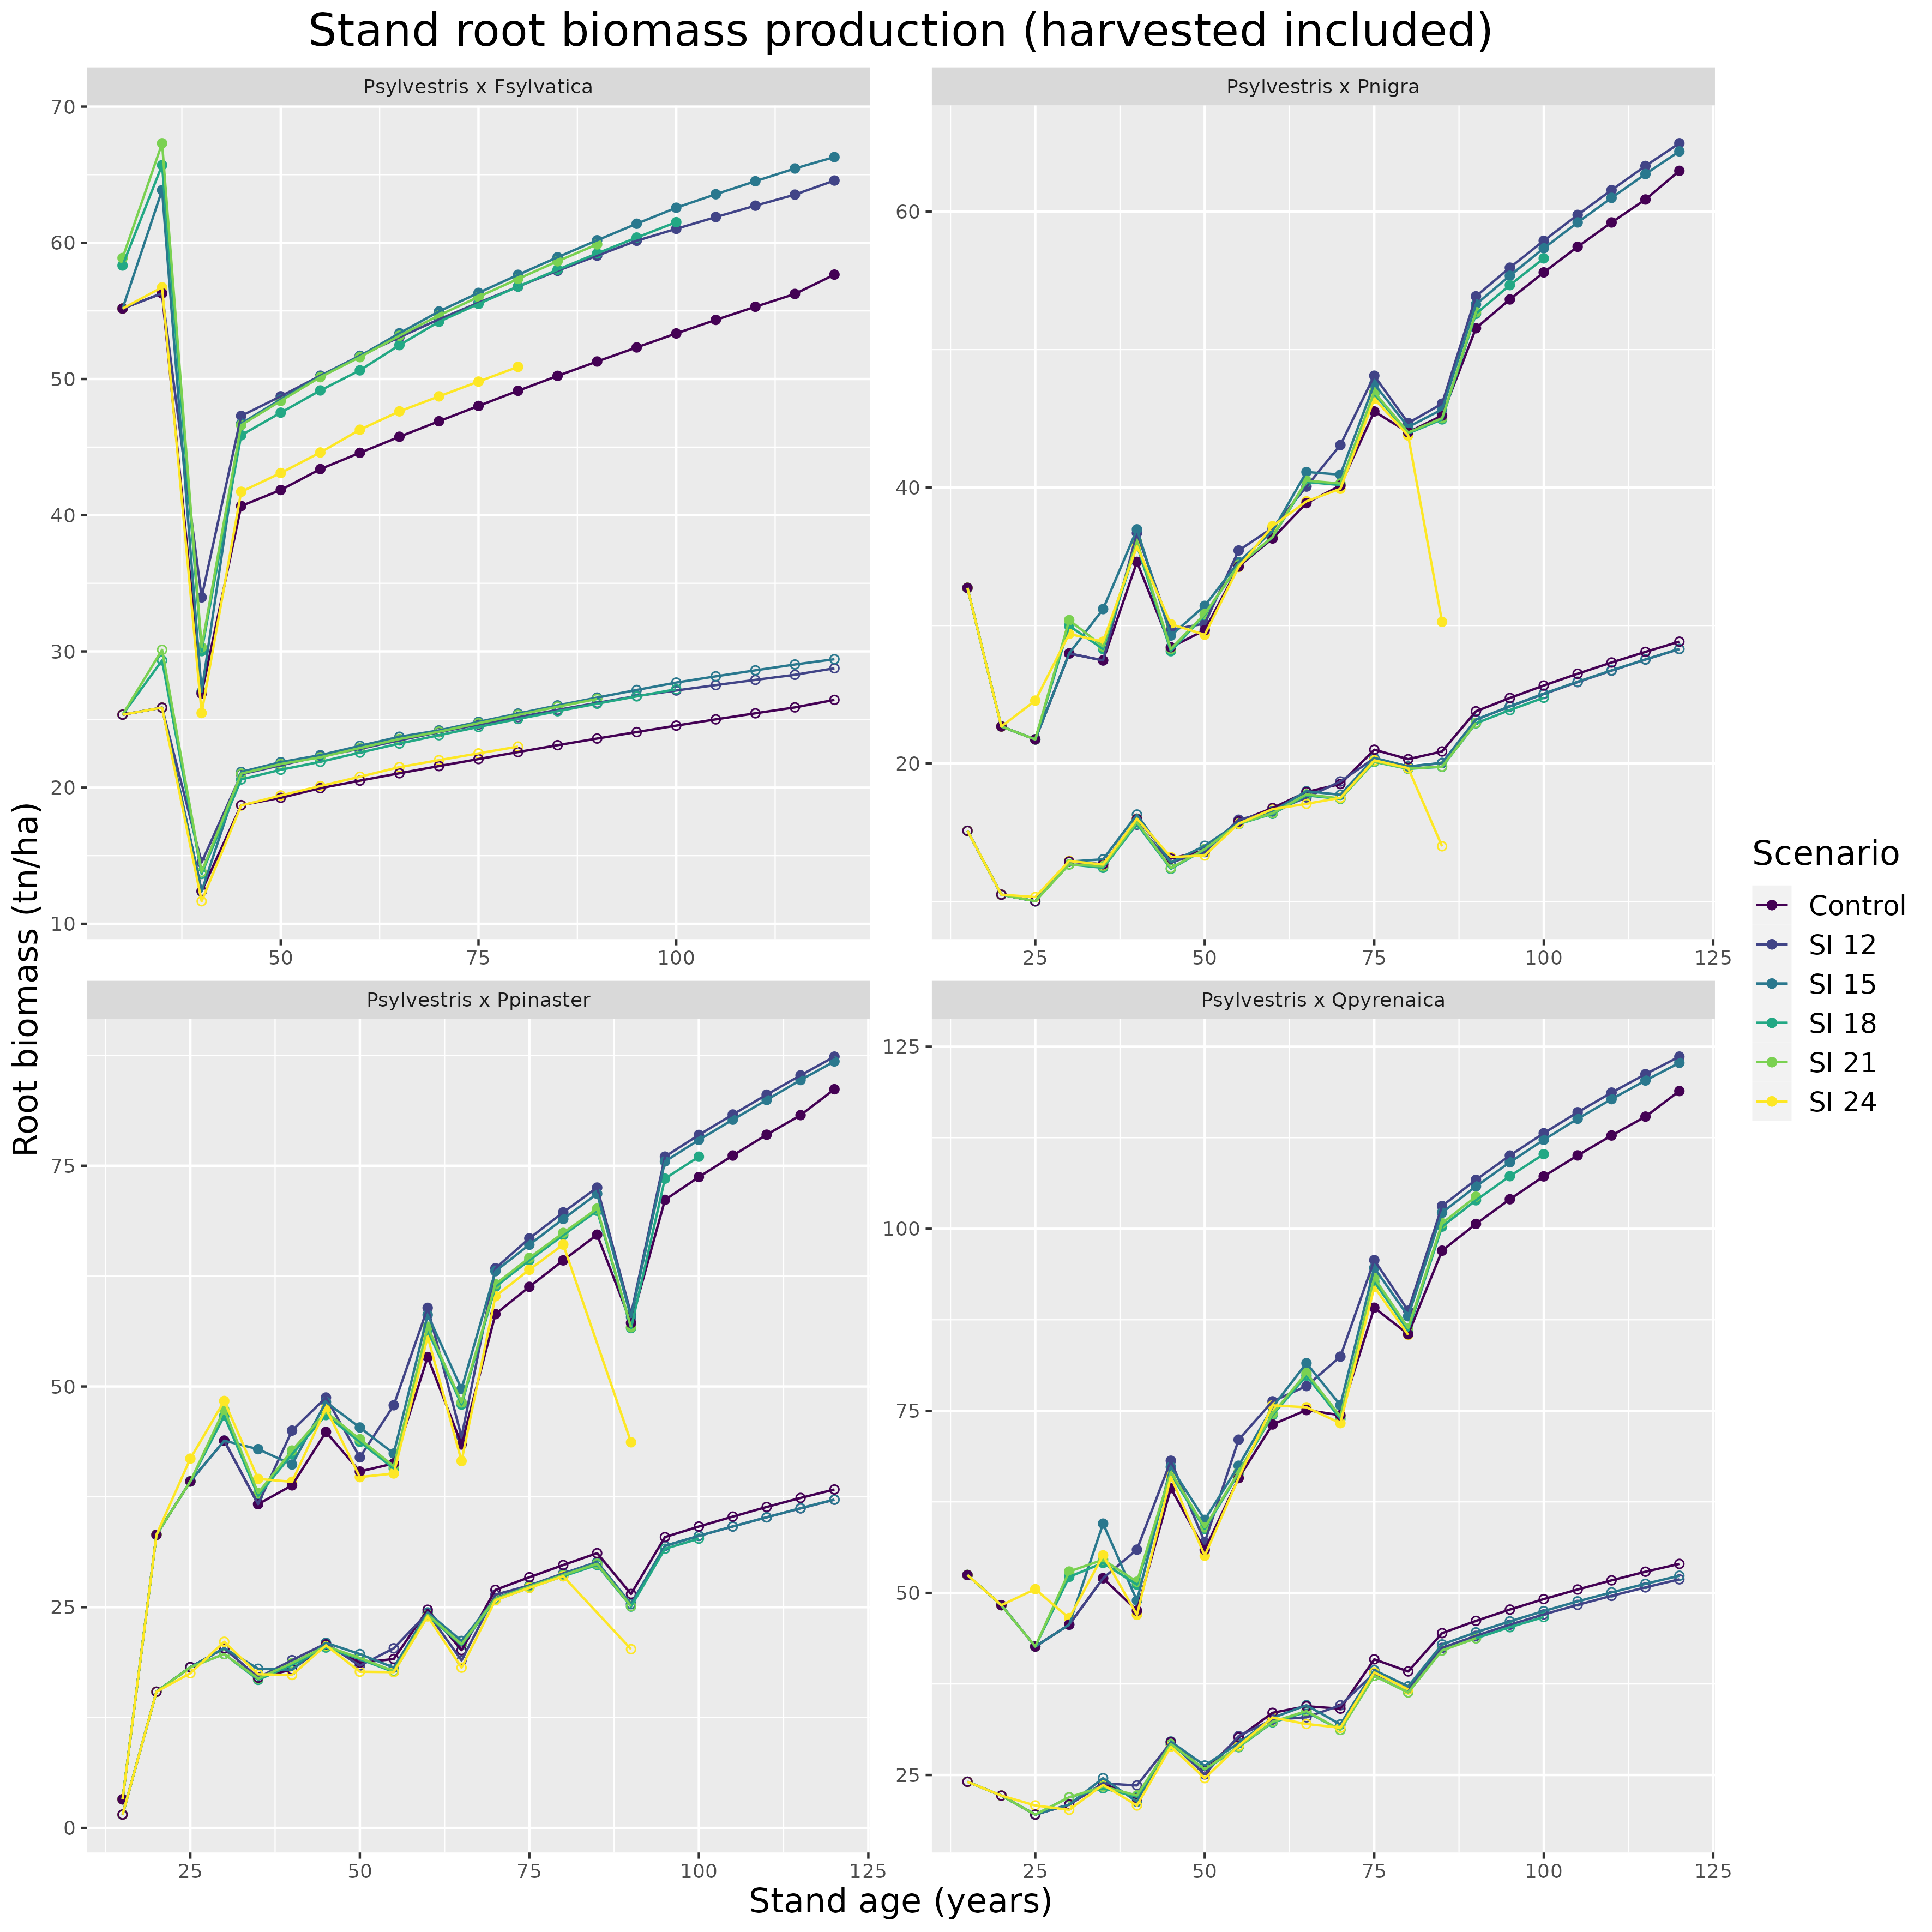 Stand root biomass production (harvested included)
Psylvestris x Fsylvatica
Psylvestris x Pnigra
70
60
50
40
30
20
10
50
75
100
60
40
20
25
50
75
100
125
Psylvestris x Ppinaster
Psylvestris x Qpyrenaica
75
50
25
0
25
50
75
100
125
125
100
75
50
25
25
50
75
100
125
Root biomass (tn/ha)
Stand age (years)
Scenario
Control
SI 12
SI 15
SI 18
SI 21
SI 24